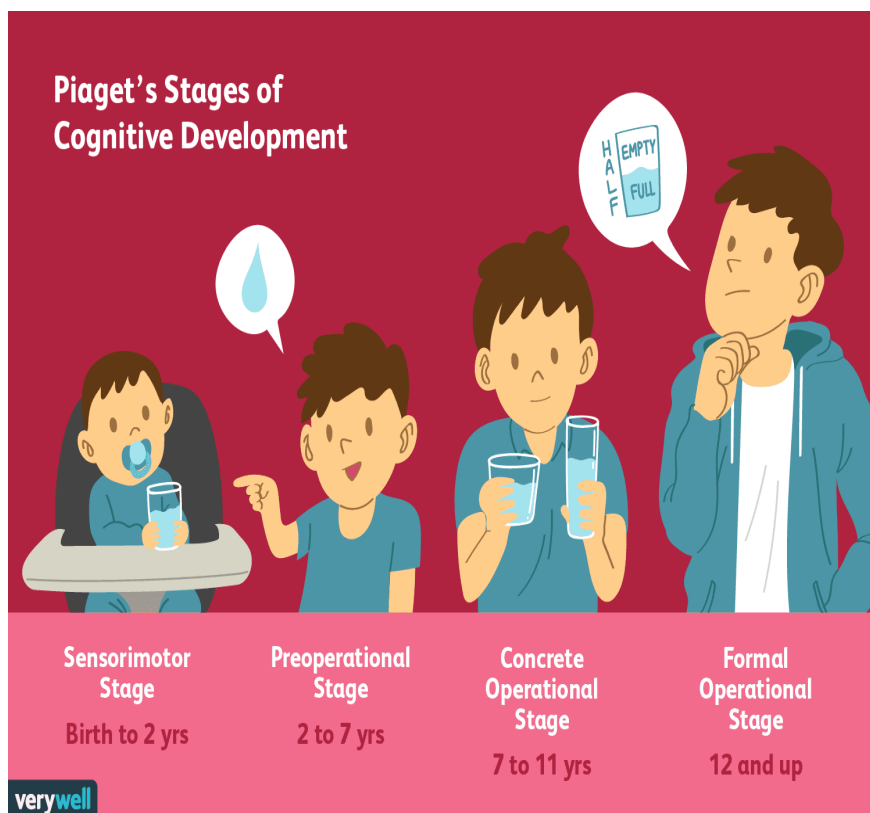 Piaget's Stages of
Cognitive Development
H
A
L
F
EMPTY
FULL
Sensorimotor
Stage
Birth to 2 yrs
Preoperational
Stage
2 to 7 yrs
Concrete
Operational
Stage
7 to 11 yrs
Formal
Operational
Stage
12 and up
verywell